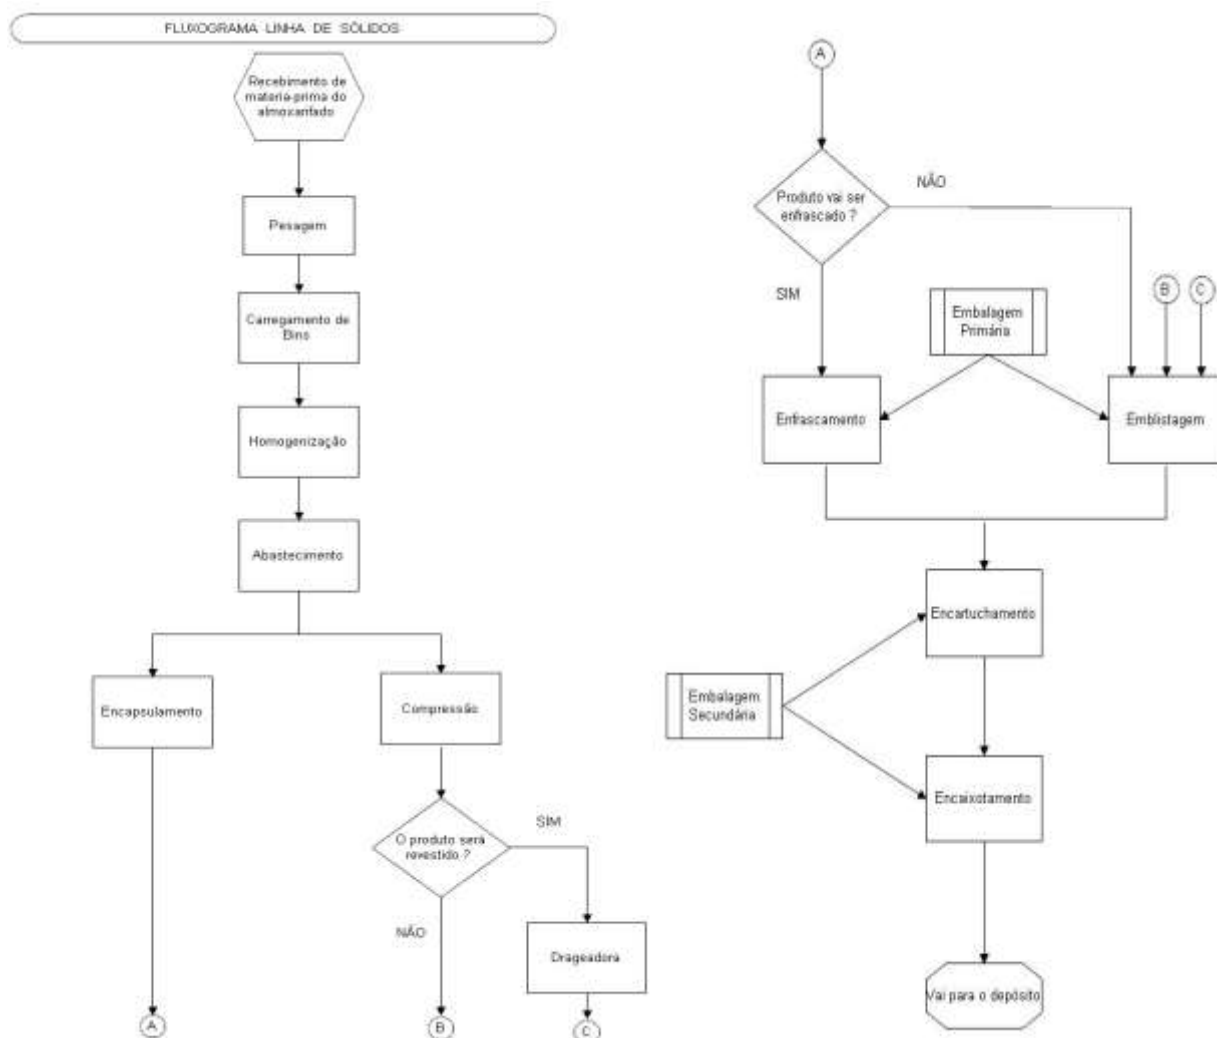 FLUXOGRAMA LINHA DE SÓLIDOS
Recebimento de
materia-prima do
almoxarifado
Pesagem
Carregamento de
Bins
Homogenização
Abastecimento
Encapsulamento
Compressão
O produto será
revestido ?
SIM
NÃO
Drageadora
A
B
C
A
Produto vai ser
enfrascado ?
NÃO
SIM
B
C
Embalagem
Primária
Enfrascamento
Emblistagem
Encartuchamento
Embalagem
Secundária
Encaixotamento
Vai para o depósito